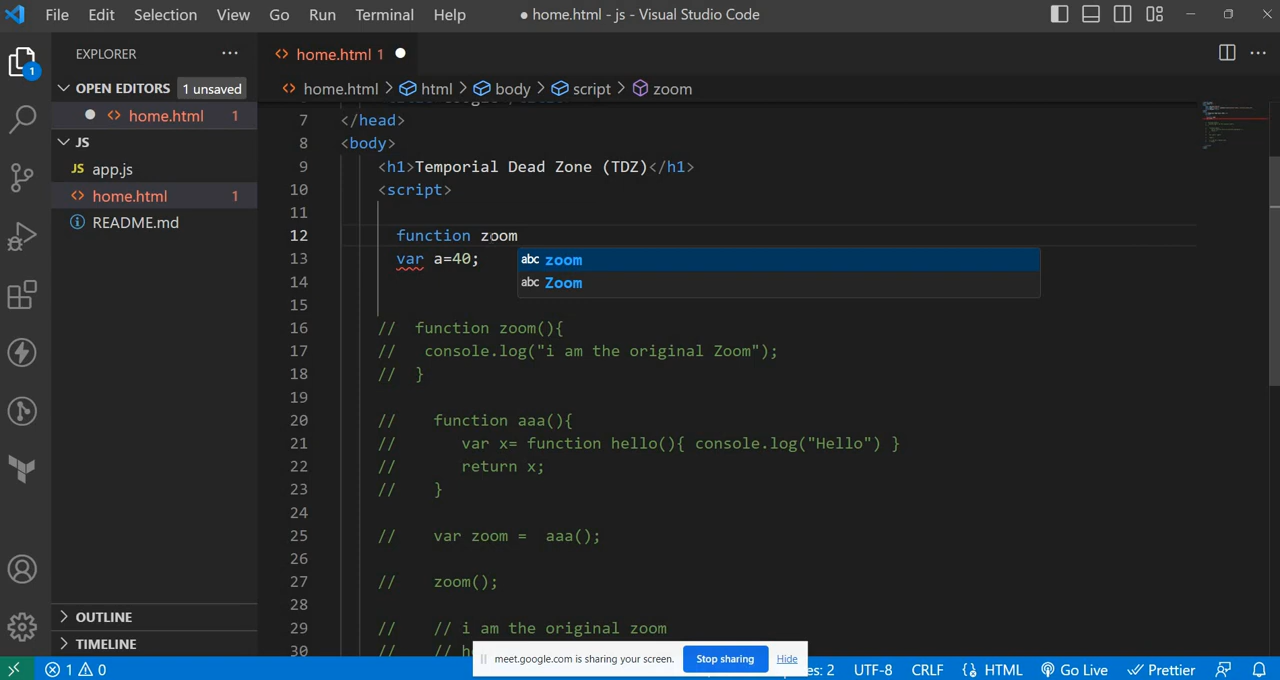 File Edit Selection View Go Run Terminal Help
● home.html - js - Visual Studio Code
EXPLORER ···
home.html 1 ●
OPEN EDITORS 1 unsaved
● home.html 1
home.html > html > body > script > zoom
JS
JS app.js
home.html 1
README.md
1
7 </head>
8 <body>
9 <h1>Temporial Dead Zone (TDZ)</h1>
10 <script>
11
12 function zoom
abc zoom
abc Zoom
13 var a=40;
14
15
16 // function zoom(){
17 // console.log("i am the original Zoom");
18 // }
19
20 // function aaa(){
21 // var x= function hello(){ console.log("Hello") }
22 // return x;
23 // }
24
25 // var zoom = aaa();
26
27 // zoom();
28
29 // // i am the original zoom
30 // // h
OUTLINE
TIMELINE
meet.google.com is sharing your screen. Stop sharing Hide
1 0
es: 2 UTF-8 CRLF {} HTML Go Live Prettier